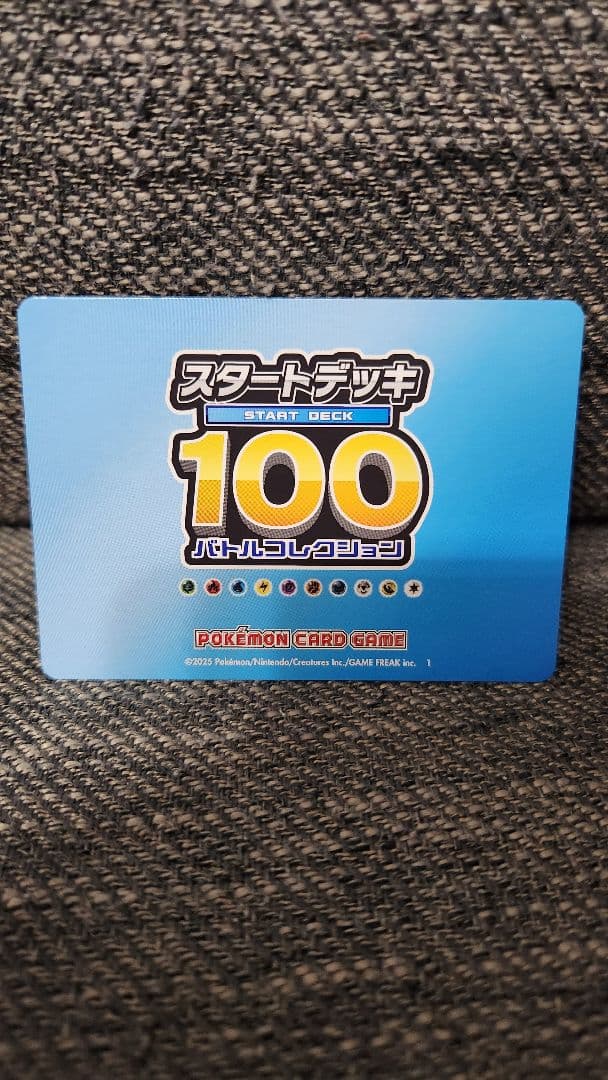 スタートデッキ
START DECK
100
バトルコレクション
POKÉMON CARD GAME
©2025 Pokémon/Nintendo/Creatures Inc./GAME FREAK inc. 1